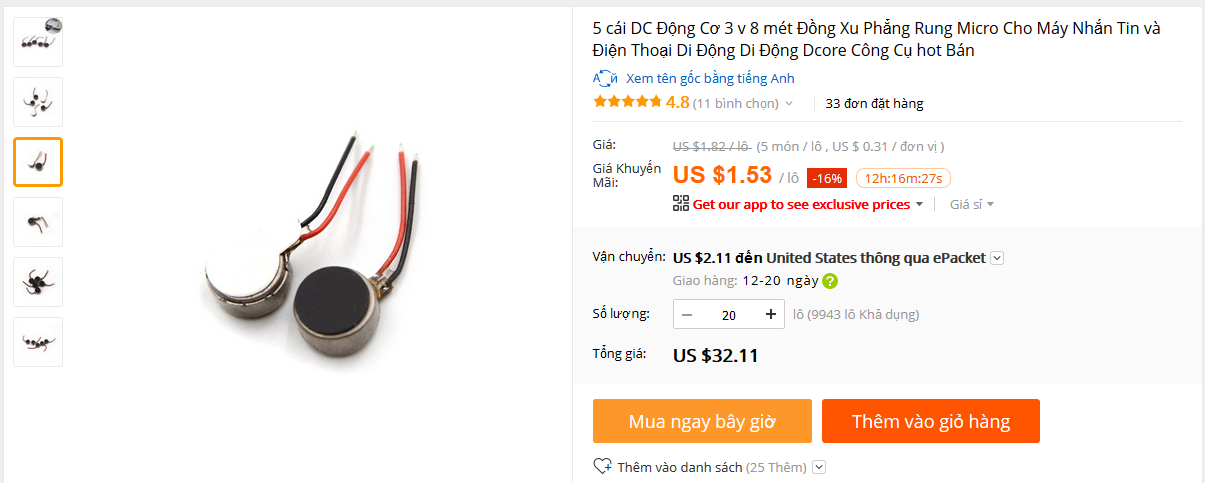 5 cái DC Động Cơ 3 v 8 mét Đồng Xu Phẳng Rung Micro Cho Máy Nhắn Tin và
Điện Thoại Di Động Di Động Dcore Công Cụ hot Bán
Xem tên gốc bằng tiếng Anh
4.8 (11 bình chọn) 33 đơn đặt hàng
Giá: US $1.82 / lô (5 món / lô , US $ 0.31 / đơn vị )
Giá Khuyến
Mãi: US $1.53 / lô -16% 12h:16m:27s
Get our app to see exclusive prices Giá sỉ
Vận chuyển: US $2.11 đến United States thông qua ePacket
Giao hàng: 12-20 ngày ?
Số lượng: − 20 + lô (9943 lô Khả dụng)
Tổng giá: US $32.11
Mua ngay bây giờ Thêm vào giỏ hàng
Thêm vào danh sách (25 Thêm)